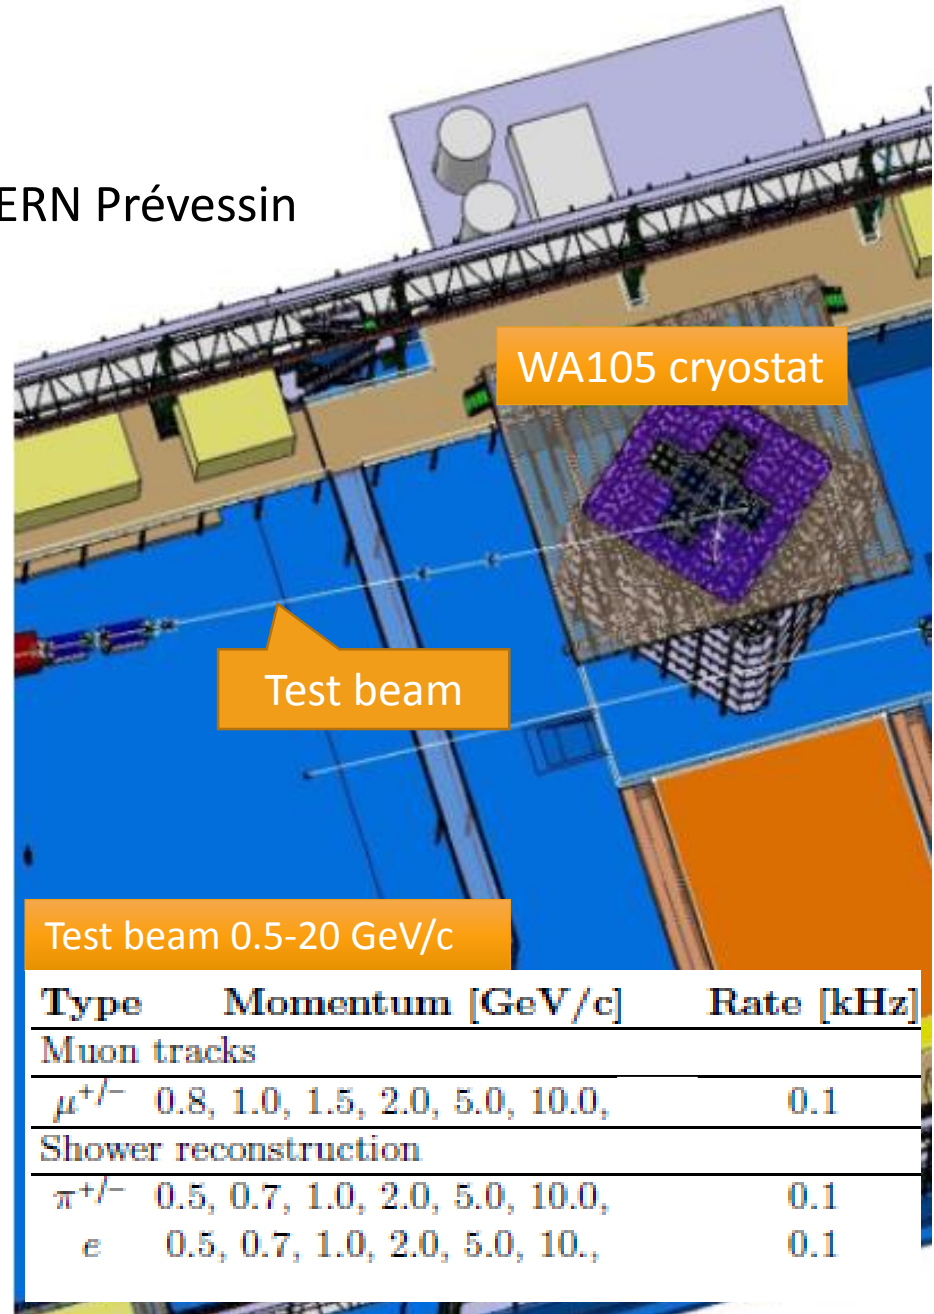 ERN Prévessin
WA105 cryostat
Test beam
Test beam 0.5-20 GeV/c
Type Momentum [GeV/c] Rate [kHz]
Muon tracks
μ+/- 0.8, 1.0, 1.5, 2.0, 5.0, 10.0, 0.1
Shower reconstruction
π+/- 0.5, 0.7, 1.0, 2.0, 5.0, 10.0, 0.1
e 0.5, 0.7, 1.0, 2.0, 5.0, 10., 0.1